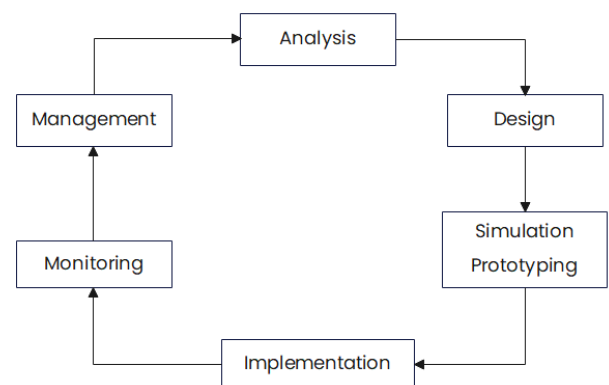 Analysis
Management
Design
Simulation
Prototyping
Monitoring
Implementation